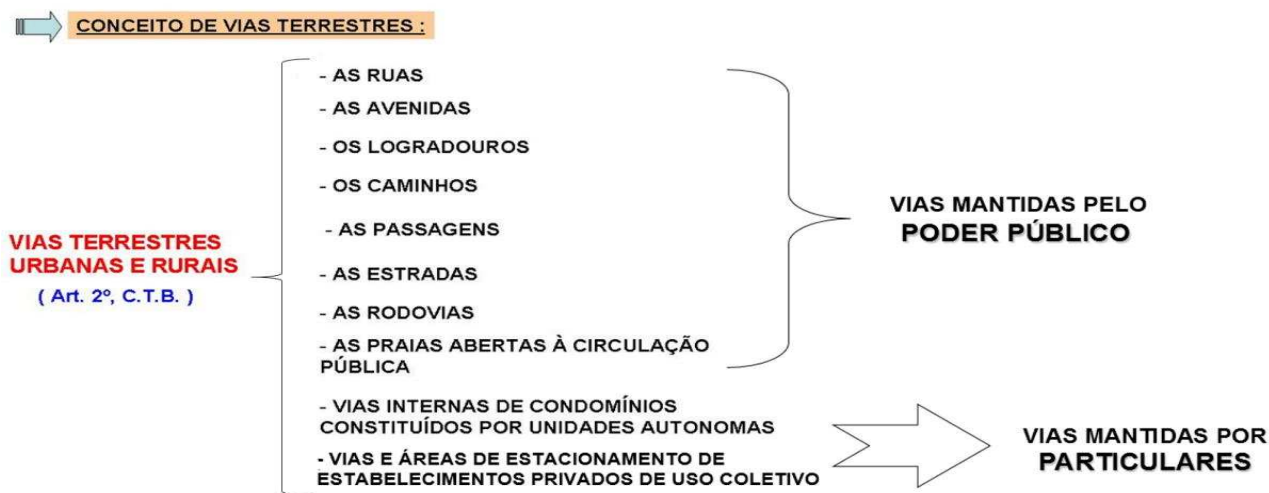 CONCEITO DE VIAS TERRESTRES :
- AS RUAS
- AS AVENIDAS
- OS LOGRADOUROS
- OS CAMINHOS
- AS PASSAGENS
- AS ESTRADAS
- AS RODOVIAS
- AS PRAIAS ABERTAS À CIRCULAÇÃO
PÚBLICA
- VIAS INTERNAS DE CONDOMÍNIOS
CONSTITUÍDOS POR UNIDADES AUTONOMAS
- VIAS E ÁREAS DE ESTACIONAMENTO DE
ESTABELECIMENTOS PRIVADOS DE USO COLETIVO
VIAS TERRESTRES
URBANAS E RURAIS
( Art. 2º, C.T.B. )
VIAS MANTIDAS PELO
PODER PÚBLICO
VIAS MANTIDAS POR
PARTICULARES